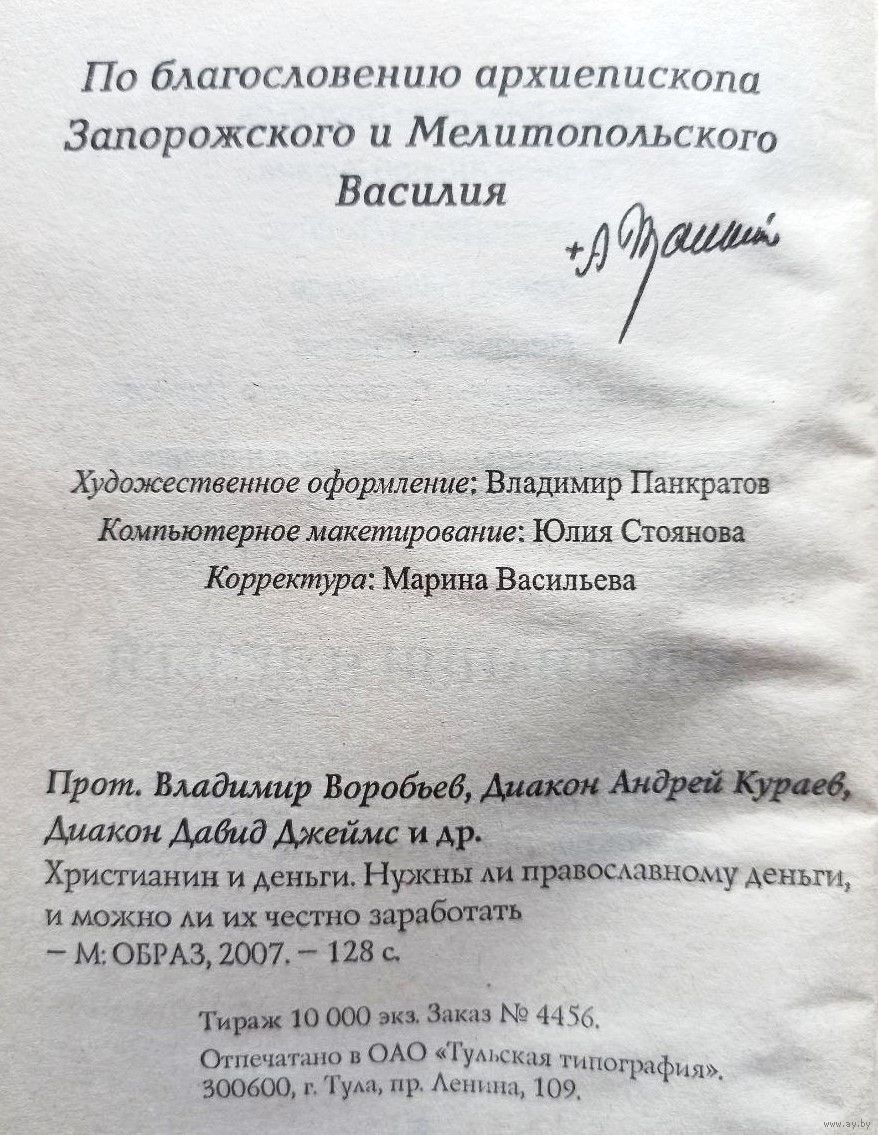 По благословению архиепископа
Запорожского и Мелитопольского
Василия
Художественное оформление: Владимир Панкратов
Компьютерное макетирование: Юлия Стоянова
Корректура: Марина Васильева
Прот. Владимир Воробьев, Диакон Андрей Кураев,
Диакон Давид Джеймс и др.
Христианин и деньги. Нужны ли православному деньги,
и можно ли их честно заработать
– М: ОБРАЗ, 2007. – 128 с.
Тираж 10 000 экз. Заказ № 4456.
Отпечатано в ОАО «Тульская типография».
300600, г. Тула, пр. Ленина, 109.
www.ay.by